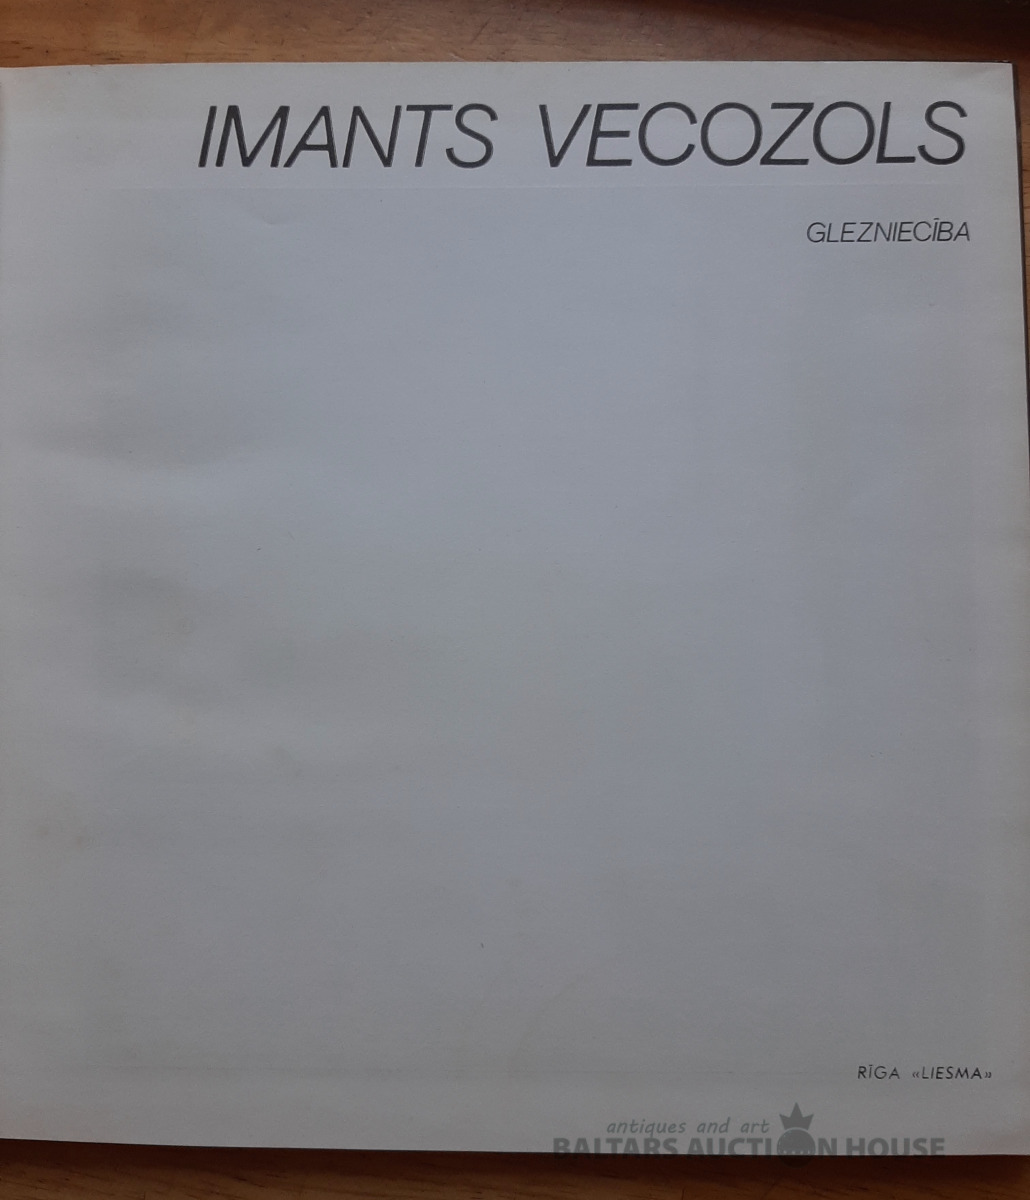 IMANTS VECOZOLS
GLEZNIECĪBA
RĪGA «LIESMA»
antiques and art
BALTARS AUCTION HOUSE